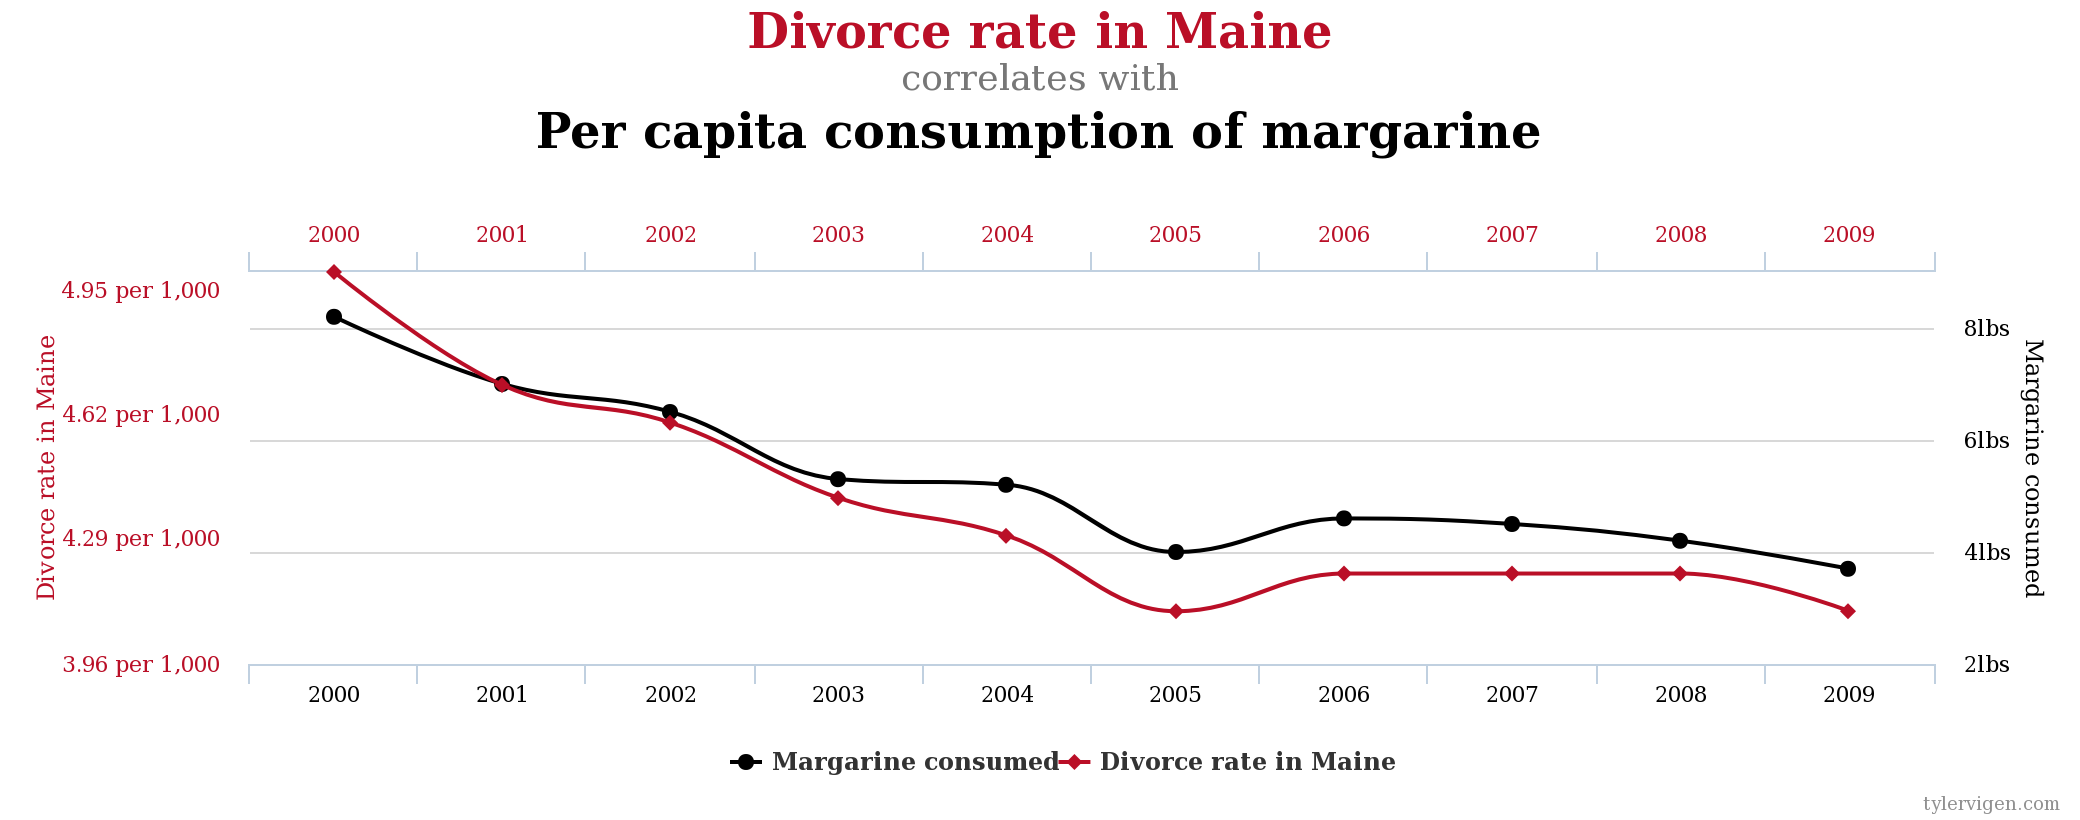 Divorce rate in Maine
correlates with
Per capita consumption of margarine
2000 2001 2002 2003 2004 2005 2006 2007 2008 2009
4.95 per 1,000
4.62 per 1,000
4.29 per 1,000
3.96 per 1,000
Divorce rate in Maine
8lbs
6lbs
4lbs
2lbs
Margarine consumed
2000 2001 2002 2003 2004 2005 2006 2007 2008 2009
Margarine consumed Divorce rate in Maine
tylervigen.com